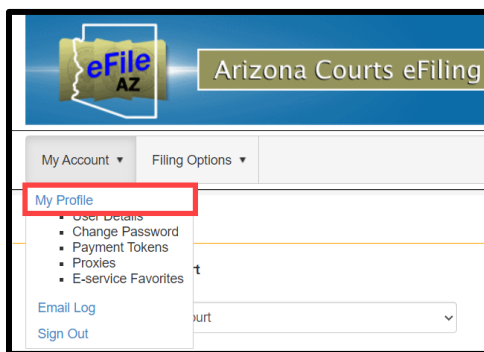 eFile
AZ
Arizona Courts eFiling
My Account ▼ Filing Options ▼
My Profile
User Details
Change Password
Payment Tokens
Proxies
E-service Favorites
rt
Email Log
ourt
Sign Out